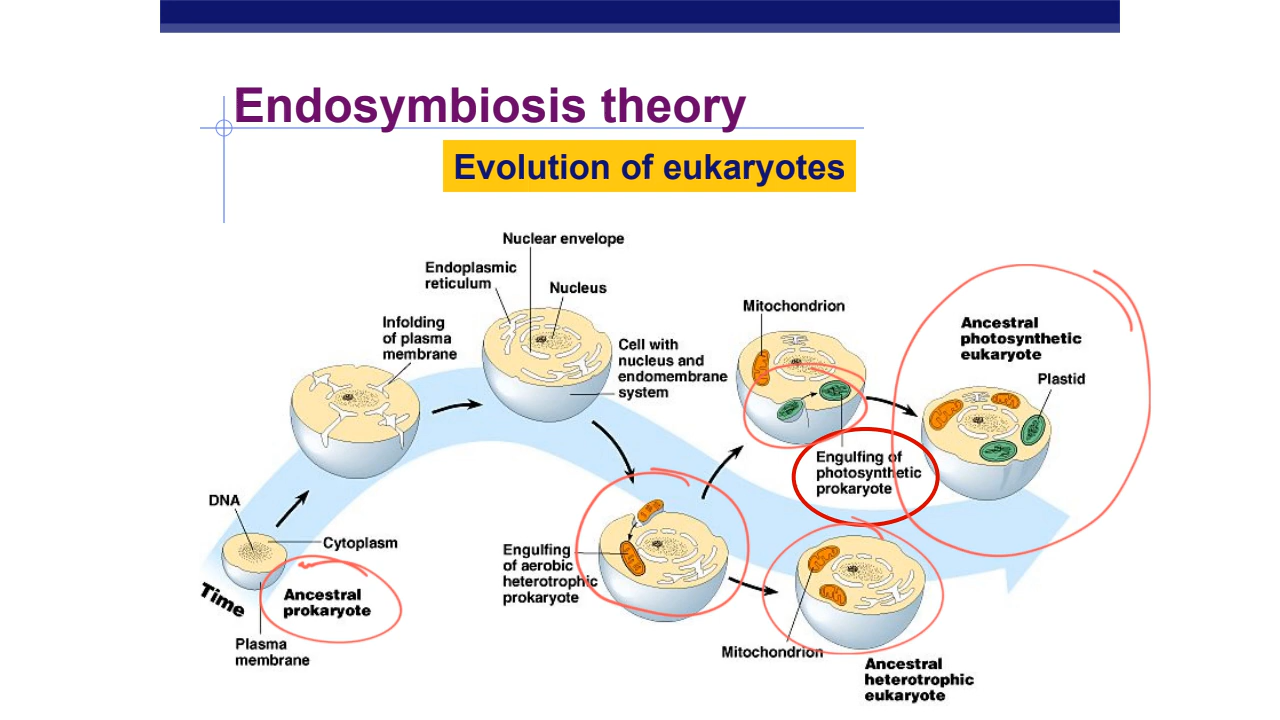 Endosymbiosis theory
Evolution of eukaryotes
Nuclear envelope
Endoplasmic
reticulum
Nucleus
Infolding
of plasma
membrane
Cell with
nucleus and
endomembrane
system
Mitochondrion
Ancestral
photosynthetic
eukaryote
Plastid
Engulfing of
photosynthetic
prokaryote
DNA
Cytoplasm
Time
Ancestral
prokaryote
Plasma
membrane
Engulfing
of aerobic
heterotrophic
prokaryote
Mitochondrion
Ancestral
heterotrophic
eukaryote